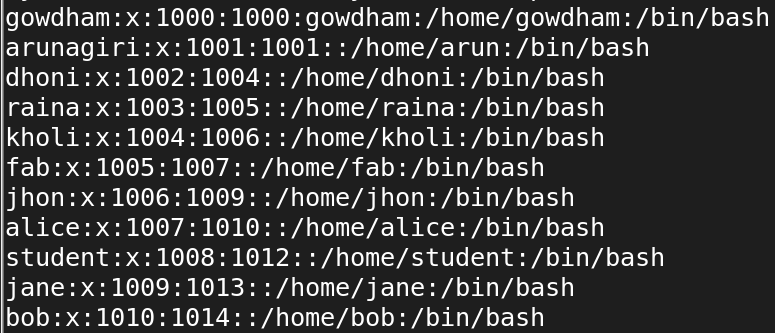 gowdham:x:1000:1000:gowdham:/home/gowdham:/bin/bash
arunagiri:x:1001:1001::/home/arun:/bin/bash
dhoni:x:1002:1004::/home/dhoni:/bin/bash
raina:x:1003:1005::/home/raina:/bin/bash
kholi:x:1004:1006::/home/kholi:/bin/bash
fab:x:1005:1007::/home/fab:/bin/bash
jhon:x:1006:1009::/home/jhon:/bin/bash
alice:x:1007:1010::/home/alice:/bin/bash
student:x:1008:1012::/home/student:/bin/bash
jane:x:1009:1013::/home/jane:/bin/bash
bob:x:1010:1014::/home/bob:/bin/bash